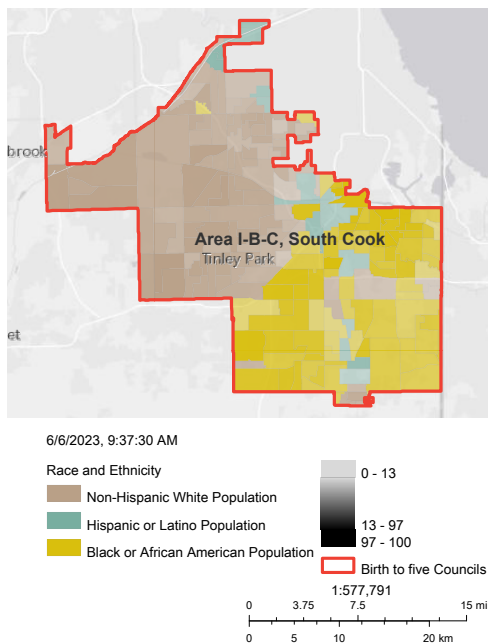 brook
Area I-B-C, South Cook
Tinley Park
et
6/6/2023, 9:37:30 AM
Race and Ethnicity
Non-Hispanic White Population
Hispanic or Latino Population
Black or African American Population
0 - 13
13 - 97
97 - 100
Birth to five Councils
1:577,791
0 3.75 7.5 15 mi
0 5 10 20 km